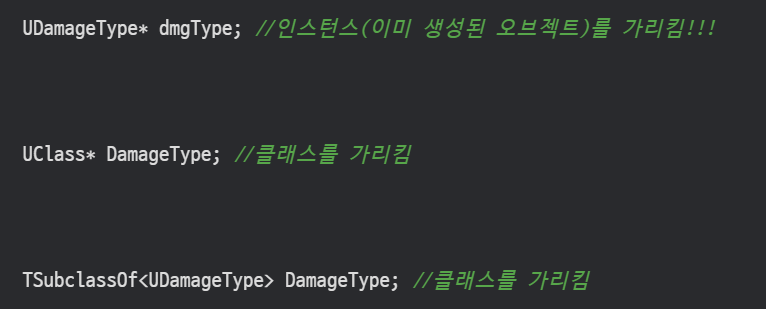 UDamageType* dmgType; //인스턴스(이미 생성된 오브젝트)를 가리킴!!!
UClass* DamageType; //클래스를 가리킴
TSubclassOf<UDamageType> DamageType; //클래스를 가리킴